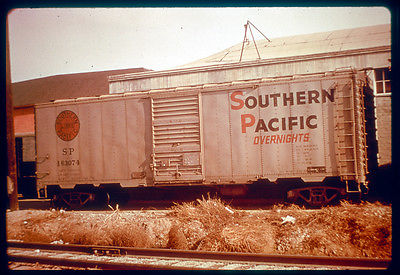 SP
163074
SOUTHERN
PACIFIC
OVERNIGHTS